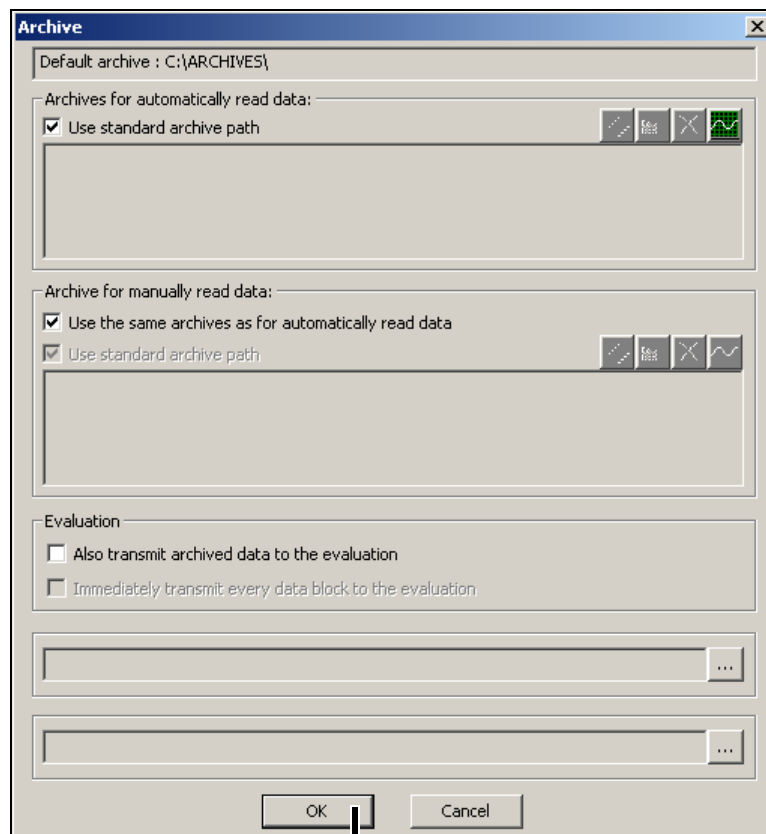 Archive
Default archive : C:\ARCHIVES\
Archives for automatically read data:
Use standard archive path
Archive for manually read data:
Use the same archives as for automatically read data
Use standard archive path
Evaluation
Also transmit archived data to the evaluation
Immediately transmit every data block to the evaluation
...
...
OK
Cancel